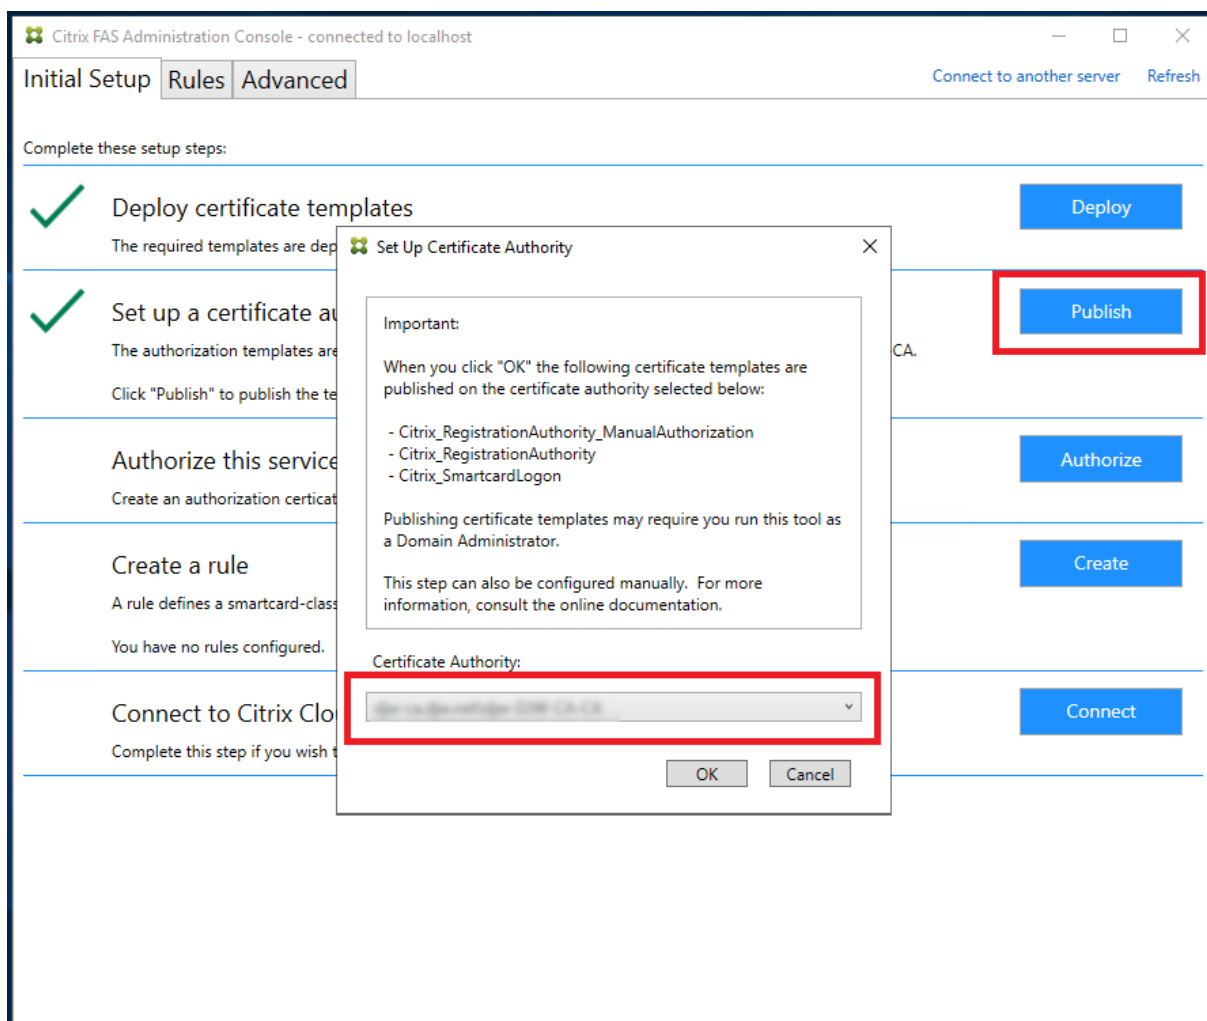 Citrix FAS Administration Console - connected to localhost
Initial Setup Rules Advanced
Connect to another server Refresh
Complete these setup steps:
Deploy certificate templates
Deploy
The required templates are dep
Set Up Certificate Authority
Set up a certificate au
Publish
The authorization templates are
CA.
Click "Publish" to publish the te
Important:
When you click "OK" the following certificate templates are
published on the certificate authority selected below:
- Citrix_RegistrationAuthority_ManualAuthorization
- Citrix_RegistrationAuthority
- Citrix_SmartcardLogon
Publishing certificate templates may require you run this tool as
a Domain Administrator.
This step can also be configured manually. For more
information, consult the online documentation.
Certificate Authority:
OK Cancel
Authorize this service
Authorize
Create an authorization certicat
Create a rule
Create
A rule defines a smartcard-class
You have no rules configured.
Connect to Citrix Clo
Connect
Complete this step if you wish t